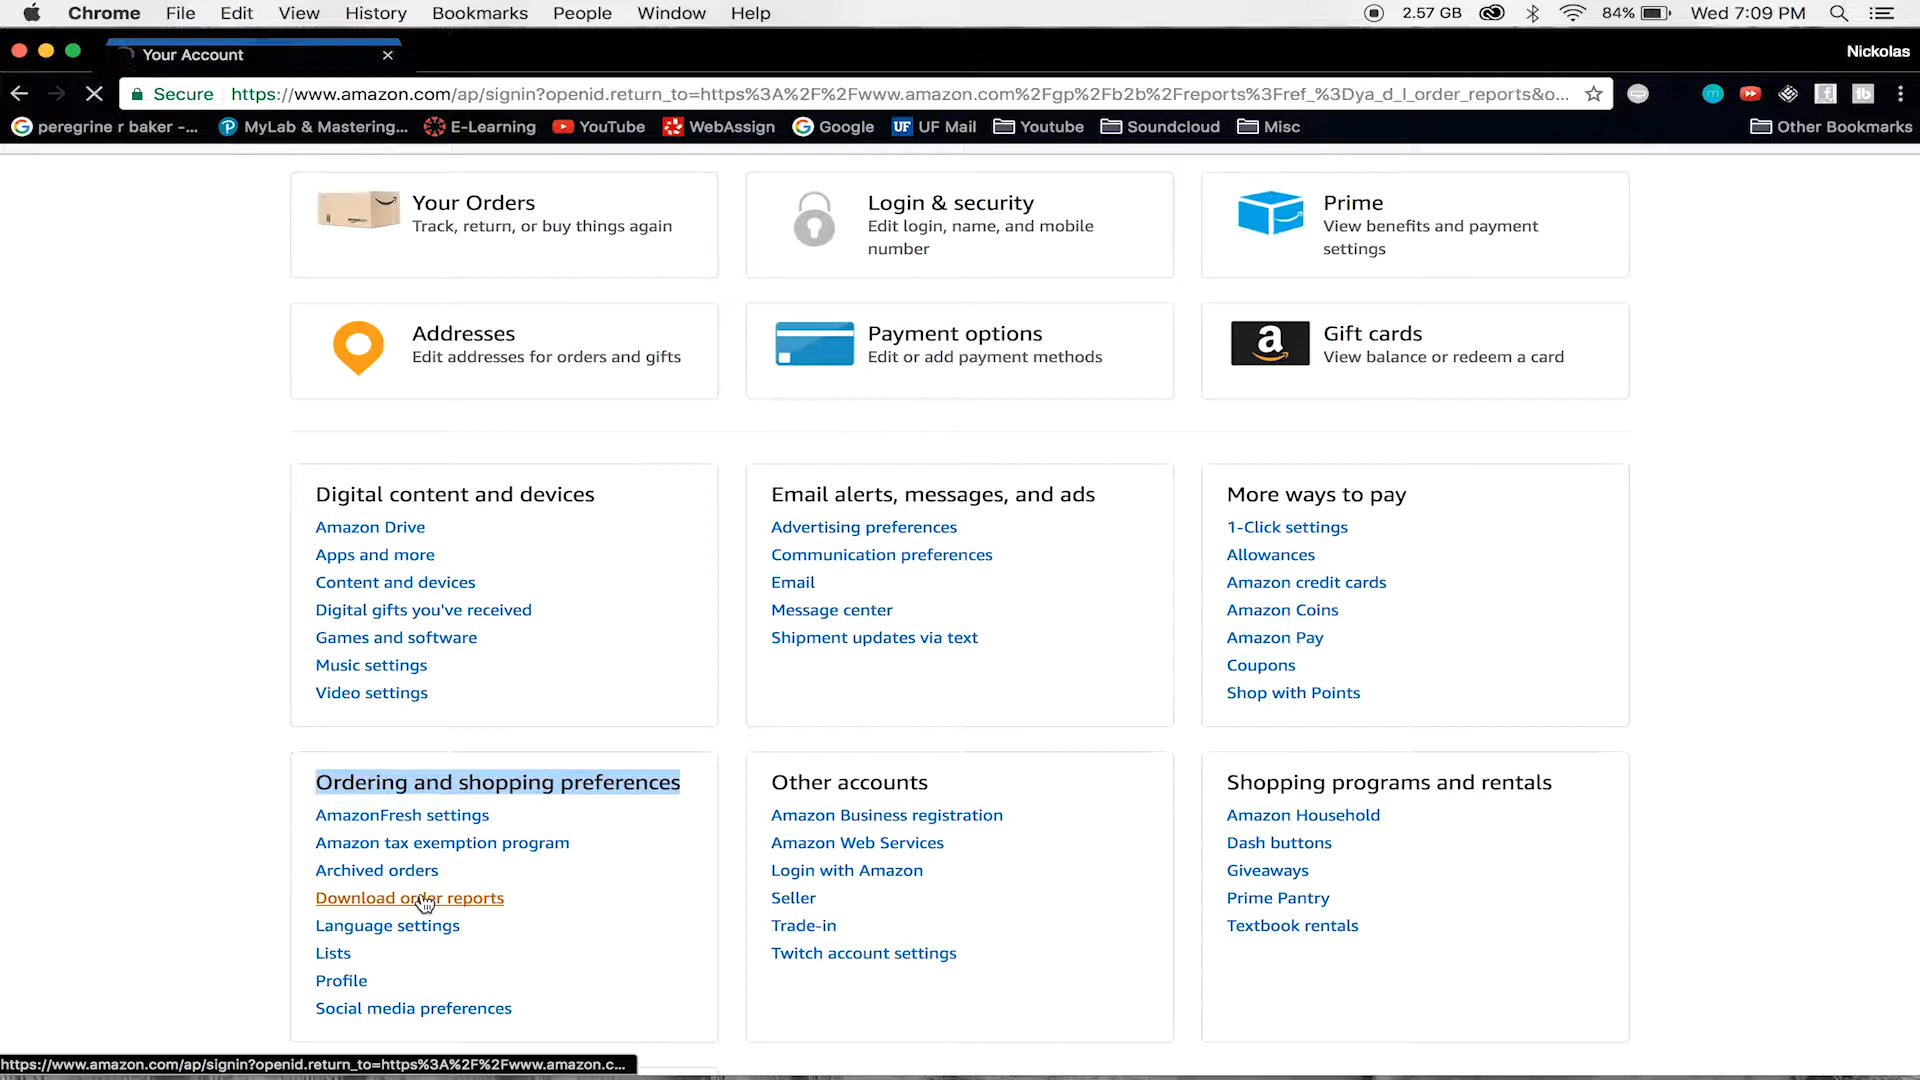 Chrome File Edit View History Bookmarks People Window Help 2.57 GB 84% Wed 7:09 PM
Your Account × Nickolas
Secure https://www.amazon.com/ap/signin?openid.return_to=https%3A%2F%2Fwww.amazon.com%2Fgp%2Fb2b%2Freports%3Fref_%3Dya_d_l_order_reports&o...
peregrine r baker -... MyLab & Mastering... E-Learning YouTube WebAssign Google UF UF Mail Youtube Soundcloud Misc Other Bookmarks
Your Orders
Track, return, or buy things again
Login & security
Edit login, name, and mobile
number
Prime
View benefits and payment
settings
Addresses
Edit addresses for orders and gifts
Payment options
Edit or add payment methods
Gift cards
View balance or redeem a card
Digital content and devices
Amazon Drive
Apps and more
Content and devices
Digital gifts you've received
Games and software
Music settings
Video settings
Email alerts, messages, and ads
Advertising preferences
Communication preferences
Email
Message center
Shipment updates via text
More ways to pay
1-Click settings
Allowances
Amazon credit cards
Amazon Coins
Amazon Pay
Coupons
Shop with Points
Ordering and shopping preferences
AmazonFresh settings
Amazon tax exemption program
Archived orders
Download order reports
Language settings
Lists
Profile
Social media preferences
Other accounts
Amazon Business registration
Amazon Web Services
Login with Amazon
Seller
Trade-in
Twitch account settings
Shopping programs and rentals
Amazon Household
Dash buttons
Giveaways
Prime Pantry
Textbook rentals
https://www.amazon.com/ap/signin?openid.return_to=https%3A%2F%2Fwww.amazon.c...